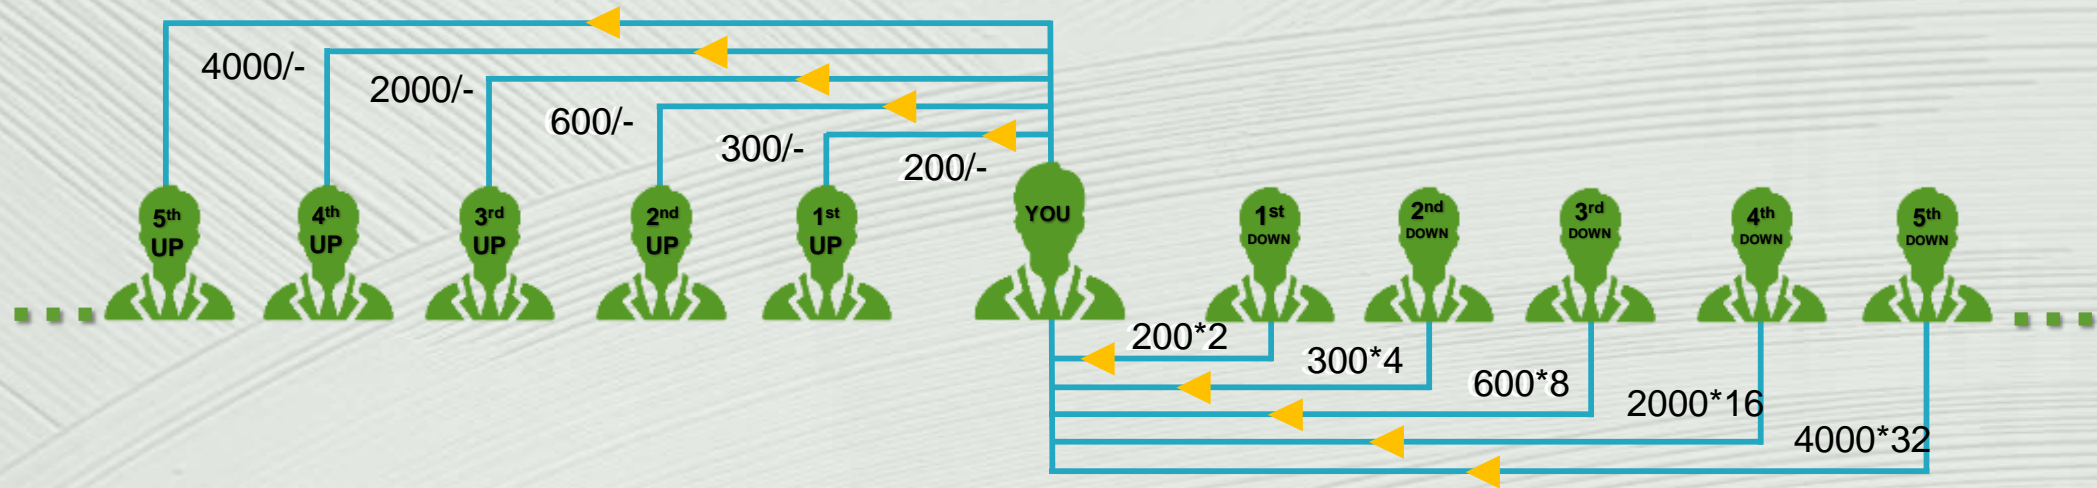 4000/-
2000/-
600/-
300/-
200/-
5th
UP
4th
UP
3rd
UP
2nd
UP
1st
UP
YOU
1st
DOWN
2nd
DOWN
3rd
DOWN
4th
DOWN
5th
DOWN
200*2
300*4
600*8
2000*16
4000*32